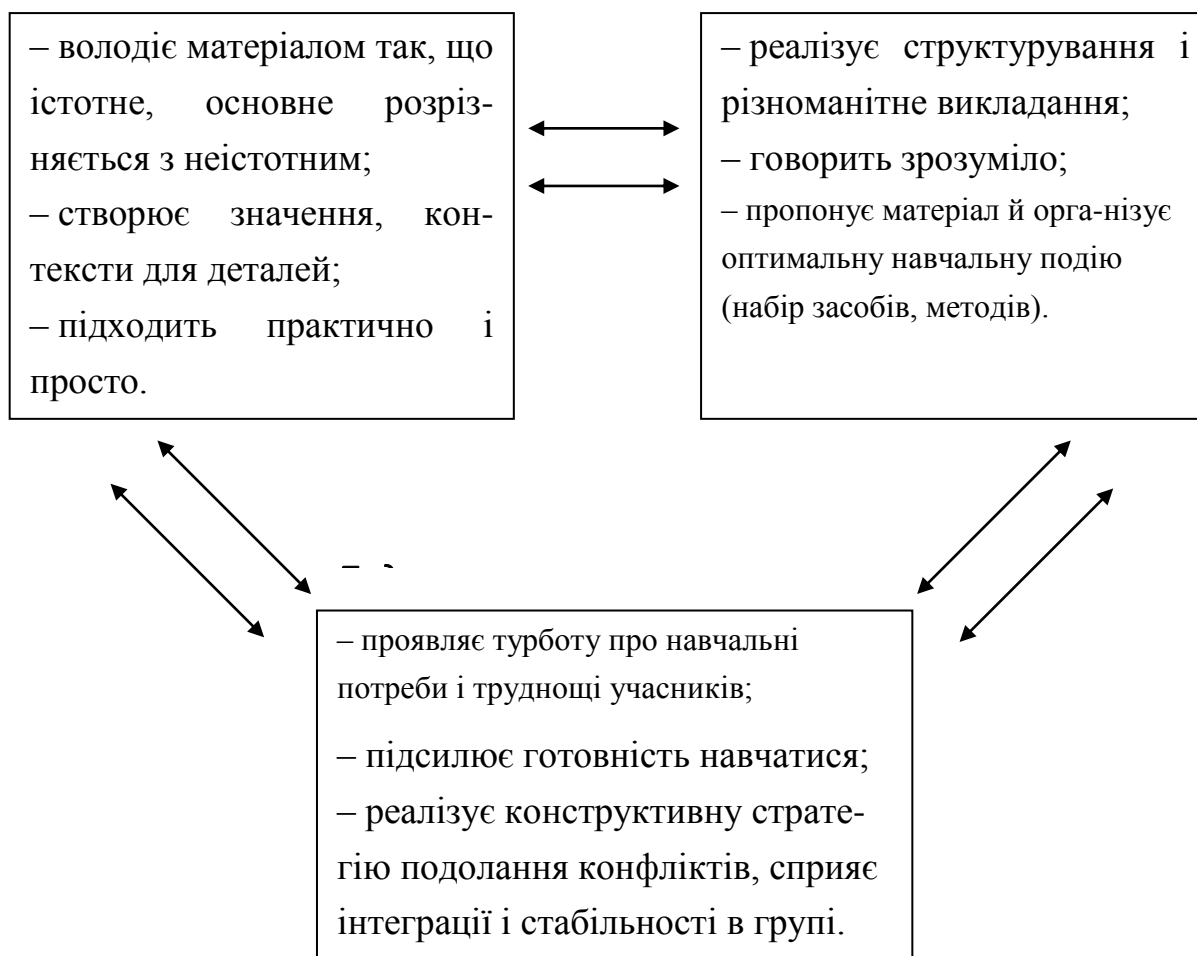 – володіє матеріалом так, що
істотне, основне розріз-
няється з неістотним;
– створює значення, кон-
тексти для деталей;
– підходить практично і
просто.
– реалізує структурування і
різноманітне викладання;
– говорить зрозуміло;
– пропонує матеріал й орга-нізує
оптимальну навчальну подію
(набір засобів, методів).
– проявляє турботу про навчальні
потреби і труднощі учасників;
– підсилює готовність навчатися;
– реалізує конструктивну страте-
гію подолання конфліктів, сприяє
інтеграції і стабільності в групі.